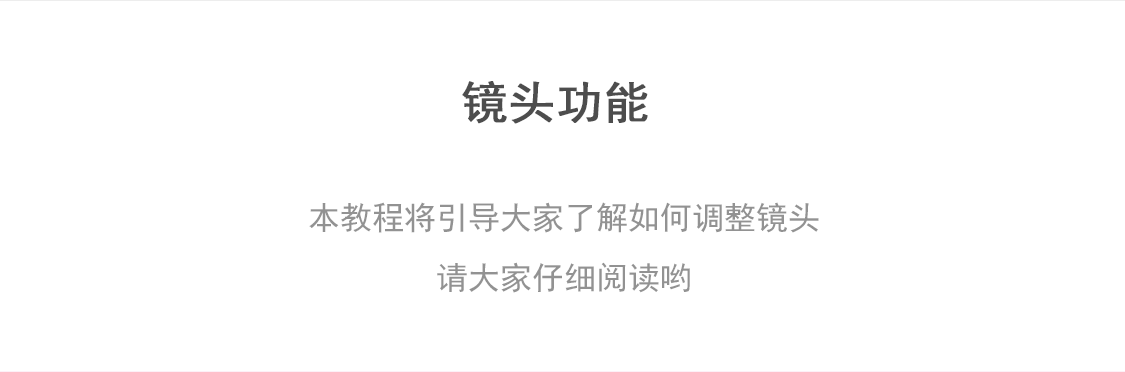 镜头功能
本教程将引导大家了解如何调整镜头
请大家仔细阅读哟